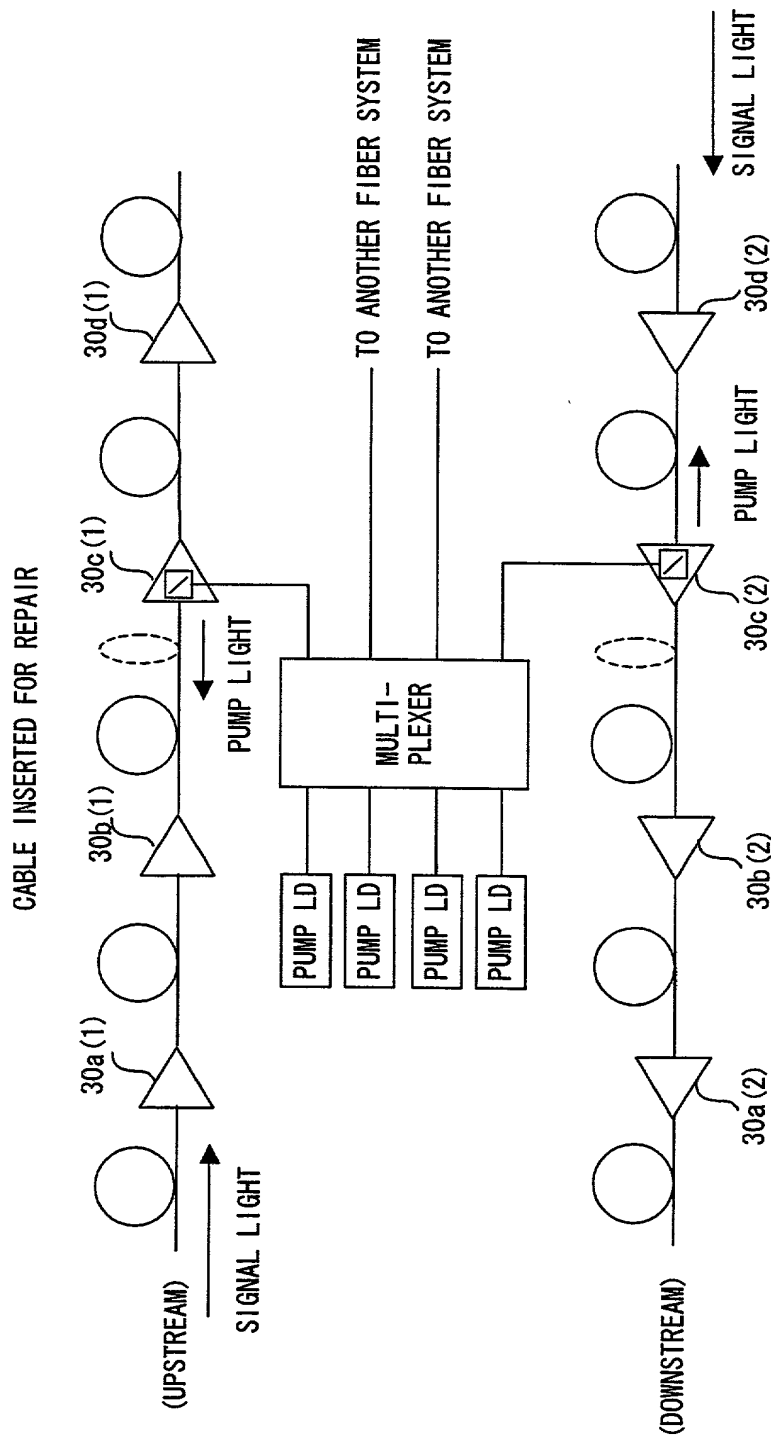 CABLE INSERTED FOR REPAIR
30a(1)
30b(1)
30c(1)
30d(1)
(UPSTREAM)
SIGNAL LIGHT
PUMP LIGHT
PUMP LD
PUMP LD
PUMP LD
PUMP LD
MULTI-
PLEXER
TO ANOTHER FIBER SYSTEM
TO ANOTHER FIBER SYSTEM
PUMP LIGHT
SIGNAL LIGHT
(DOWNSTREAM)
30a(2)
30b(2)
30c(2)
30d(2)